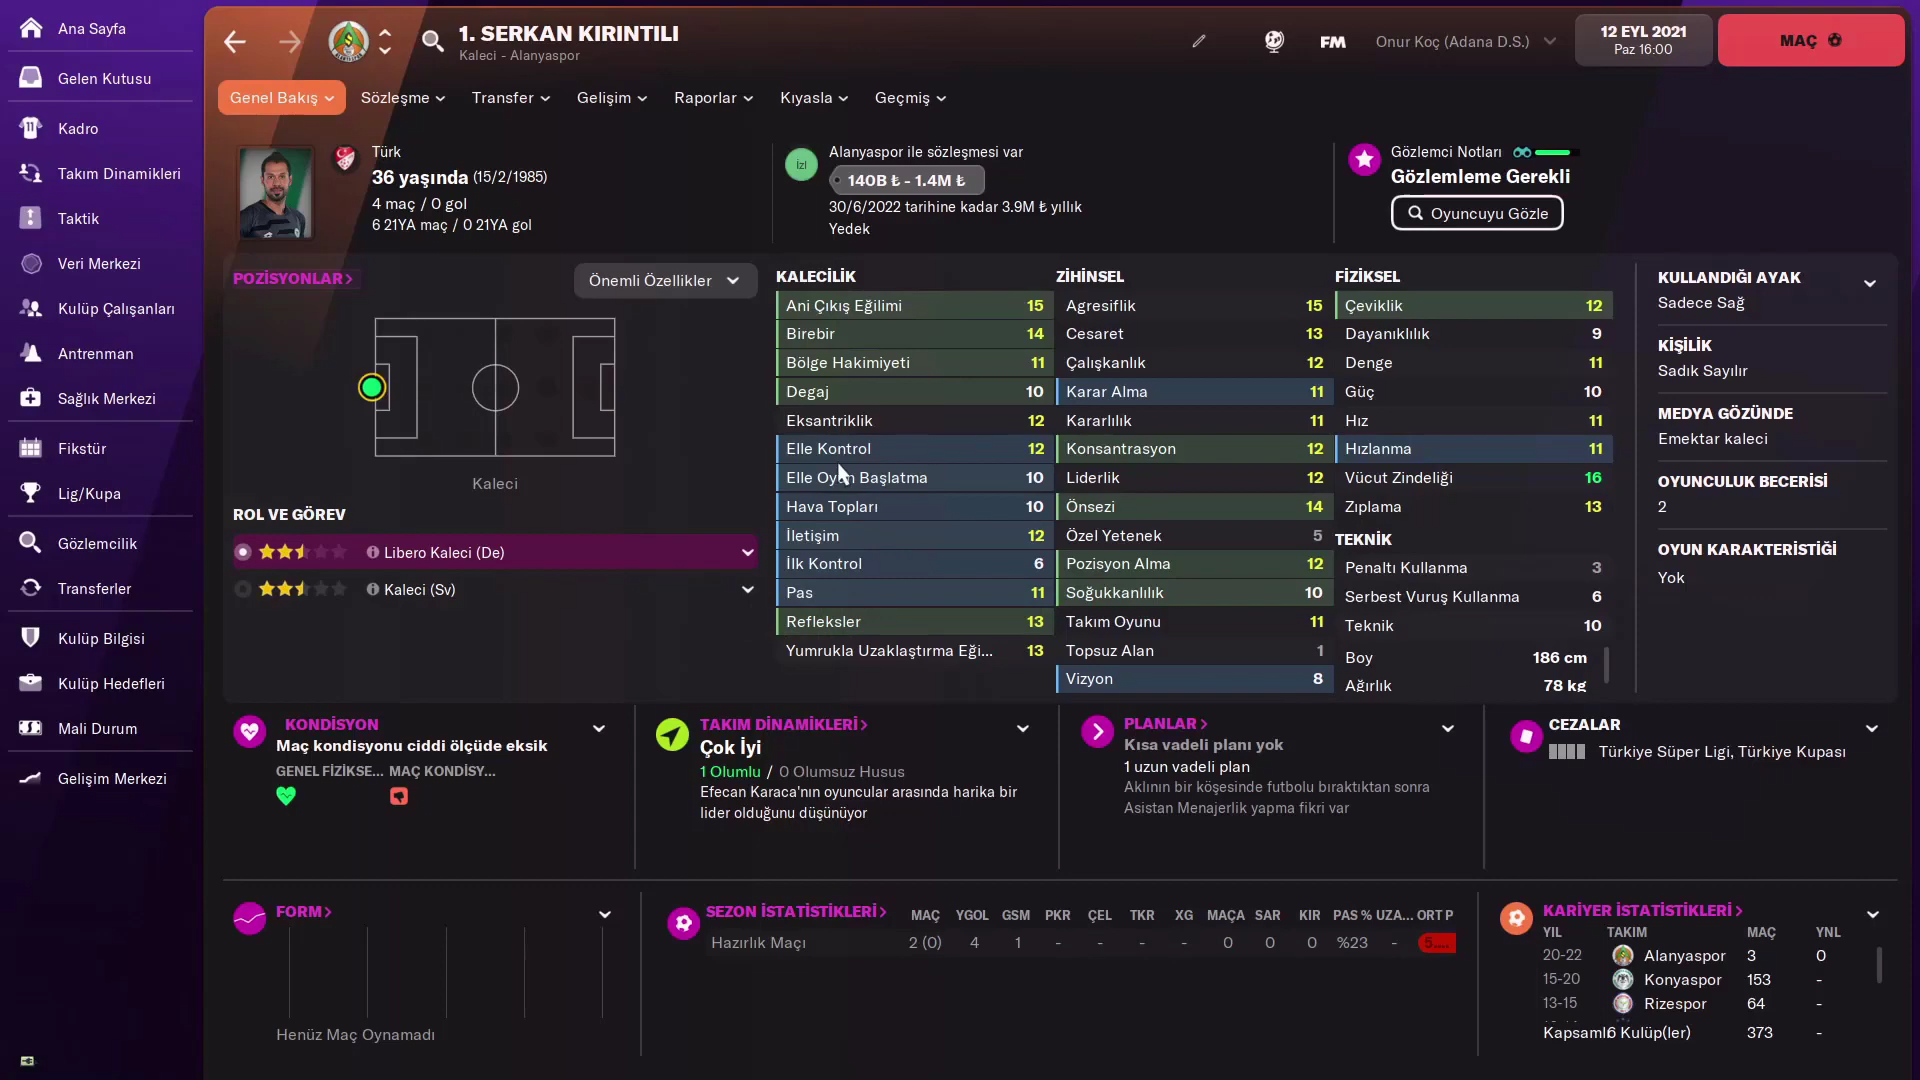 Ana Sayfa
Gelen Kutusu
Kadro
Takım Dinamikleri
Taktik
Veri Merkezi
Kulüp Çalışanları
Antrenman
Sağlık Merkezi
Fikstür
Lig/Kupa
Gözlemcilik
Transferler
Kulüp Bilgisi
Kulüp Hedefleri
Mali Durum
Gelişim Merkezi
1. SERKAN KIRINTILI
Kaleci - Alanyaspor
FM
Onur Koç (Adana D.S.)
12 EYL 2021
Paz 16:00
MAÇ
Genel Bakış
Sözleşme
Transfer
Gelişim
Raporlar
Kıyasla
Geçmiş
Türk
36 yaşında (15/2/1985)
4 maç / 0 gol
6 21YA maç / 0 21YA gol
İzl
Alanyaspor ile sözleşmesi var
140B ₺ - 1.4M ₺
30/6/2022 tarihine kadar 3.9M ₺ yıllık
Yedek
Gözlemci Notları
Gözlemleme Gerekli
Oyuncuyu Gözle
POZİSYONLAR>
Önemli Özellikler
Kaleci
ROL VE GÖREV
Libero Kaleci (De)
Kaleci (Sv)
KALECİLİK
Ani Çıkış Eğilimi 15
Birebir 14
Bölge Hakimiyeti 11
Degaj 10
Eksantriklik 12
Elle Kontrol 12
Elle Oyun Başlatma 10
Hava Topları 10
İletişim 12
İlk Kontrol 6
Pas 11
Refleksler 13
Yumrukla Uzaklaştırma Eği... 13
ZİHİNSEL
Agresiflik 15
Cesaret 13
Çalışkanlık 12
Karar Alma 11
Kararlılık 11
Konsantrasyon 12
Liderlik 12
Önsezi 14
Özel Yetenek 5
Pozisyon Alma 12
Soğukkanlılık 10
Takım Oyunu 11
Topsuz Alan 1
Vizyon 8
FİZİKSEL
Çeviklik 12
Dayanıklılık 9
Denge 11
Güç 10
Hız 11
Hızlanma 11
Vücut Zindeliği 16
Zıplama 13
TEKNİK
Penaltı Kullanma 3
Serbest Vuruş Kullanma 6
Teknik 10
Boy 186 cm
Ağırlık 78 kg
KULLANDIĞI AYAK
Sadece Sağ
KİŞİLİK
Sadık Sayılır
MEDYA GÖZÜNDE
Emektar kaleci
OYUNCULUK BECERİSİ
2
OYUN KARAKTERİSTİĞİ
Yok
KONDİSYON
Maç kondisyonu ciddi ölçüde eksik
GENEL FİZİKSE... MAÇ KONDİSY...
TAKIM DİNAMİKLERİ>
Çok İyi
1 Olumlu / 0 Olumsuz Husus
Efecan Karaca'nın oyuncular arasında harika bir
lider olduğunu düşünüyor
PLANLAR>
Kısa vadeli planı yok
1 uzun vadeli plan
Aklının bir köşesinde futbolu bıraktıktan sonra
Asistan Menajerlik yapma fikri var
CEZALAR
Türkiye Süper Ligi, Türkiye Kupası
FORM>
Henüz Maç Oynamadı
SEZON İSTATİSTİKLERİ> MAÇ YGOL GSM PKR ÇEL TKR XG MAÇA SAR KIR PAS % UZA... ORT P
Hazırlık Maçı 2 (0) 4 1 - - - - 0 0 0 %23 - 5....
KARİYER İSTATİSTİKLERİ>
YIL TAKIM MAÇ YNL
20-22 Alanyaspor 3 0
15-20 Konyaspor 153 -
13-15 Rizespor 64 -
6 Kulüp(ler) 373 -